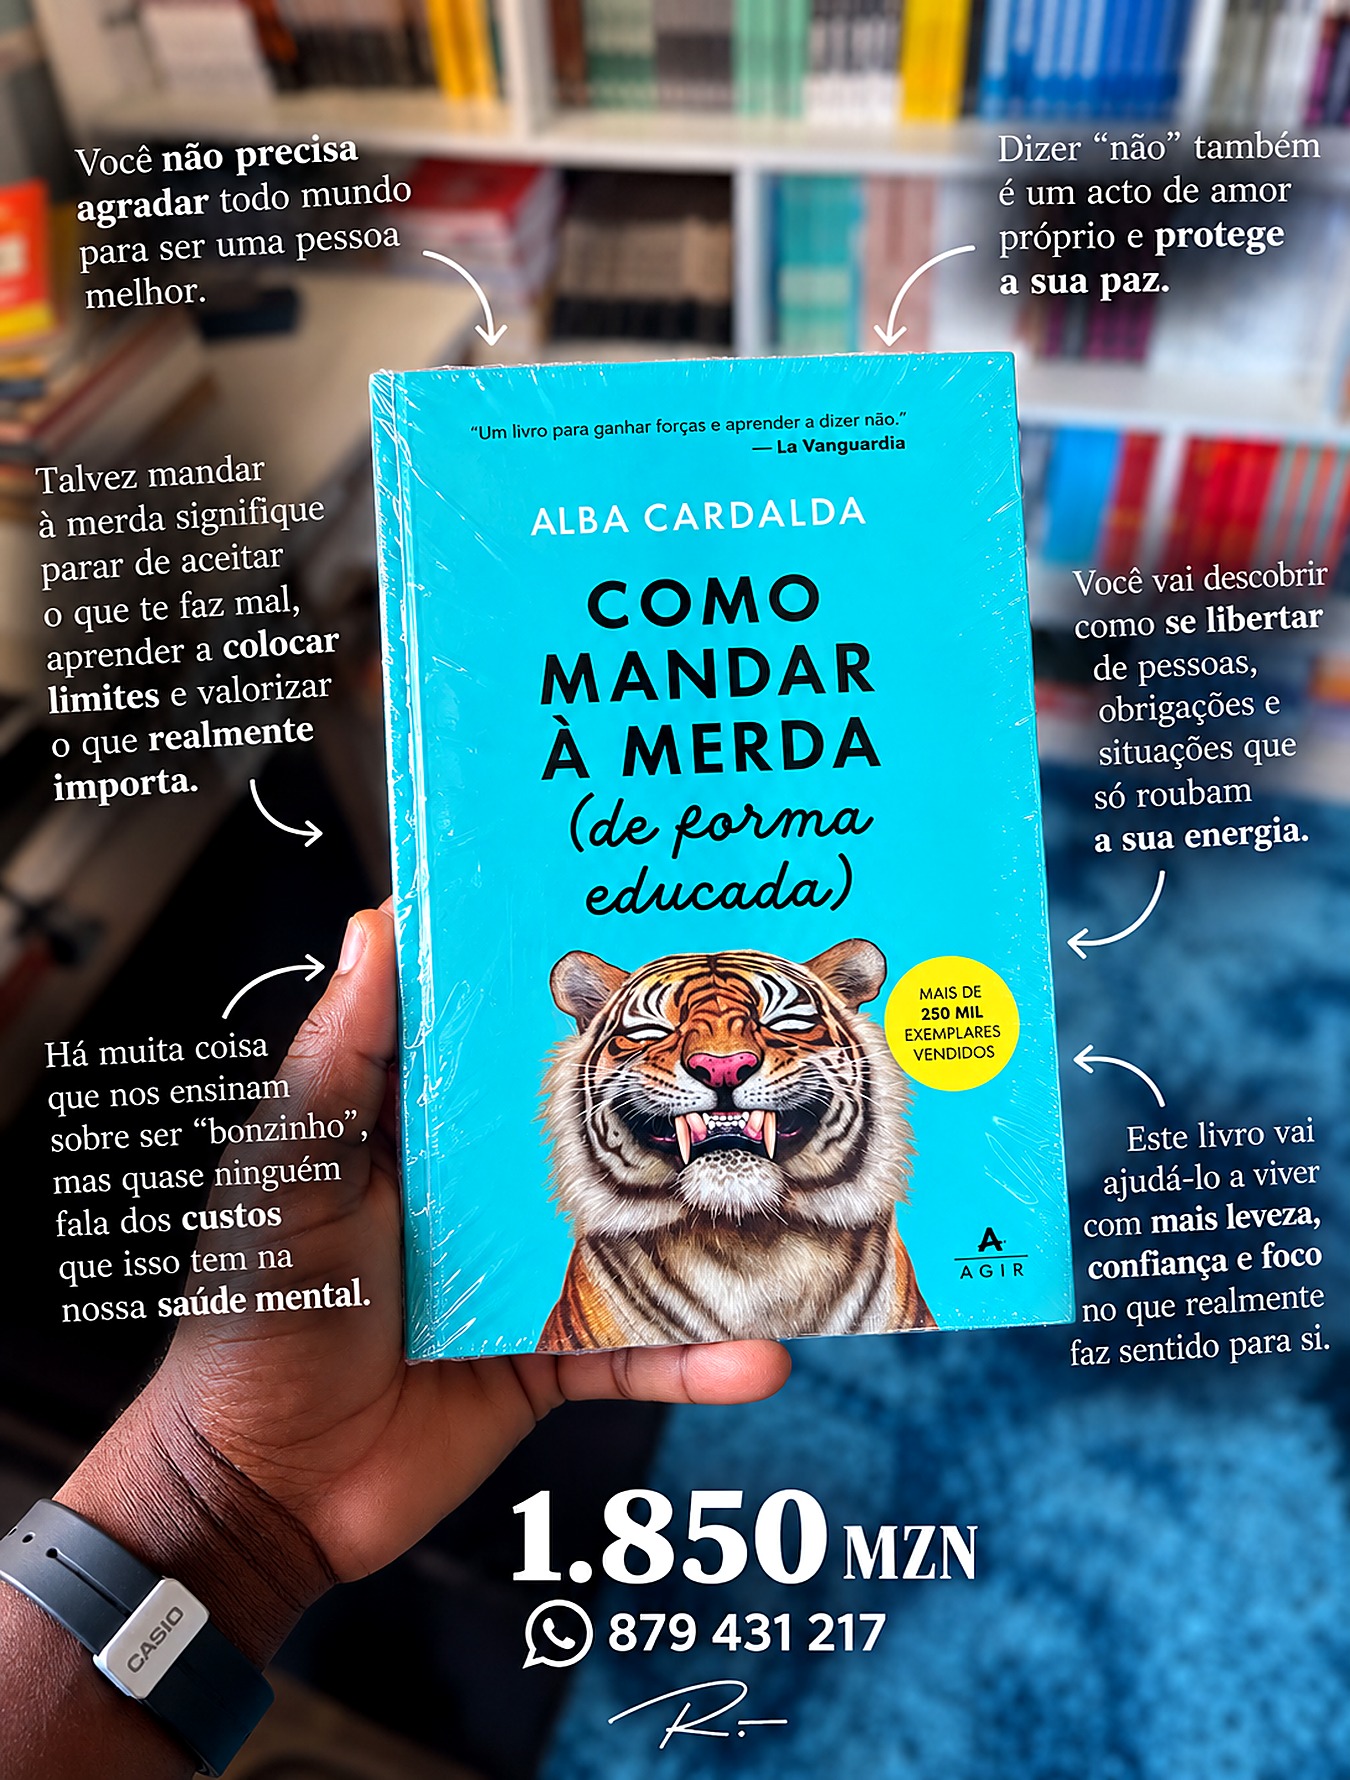 Você não precisa
agradar todo mundo
para ser uma pessoa
melhor.
Dizer “não” também
é um acto de amor
próprio e protege
a sua paz.
“Um livro para ganhar forças e aprender a dizer não.”
— La Vanguardia
ALBA CARDALDA
COMO
MANDAR
À MERDA
(de forma
educada)
MAIS DE
250 MIL
EXEMPLARES
VENDIDOS
A
AGIR
Talvez mandar
à merda signifique
parar de aceitar
o que te faz mal,
aprender a colocar
limites e valorizar
o que realmente
importa.
Você vai descobrir
como se libertar
de pessoas,
obrigações e
situações que
só roubam
a sua energia.
Há muita coisa
que nos ensinam
sobre ser “bonzinho”,
mas quase ninguém
fala dos custos
que isso tem na
nossa saúde mental.
Este livro vai
ajudá-lo a viver
com mais leveza,
confiança e foco
no que realmente
faz sentido para si.
1.850 MZN
879 431 217
R.
CASIO